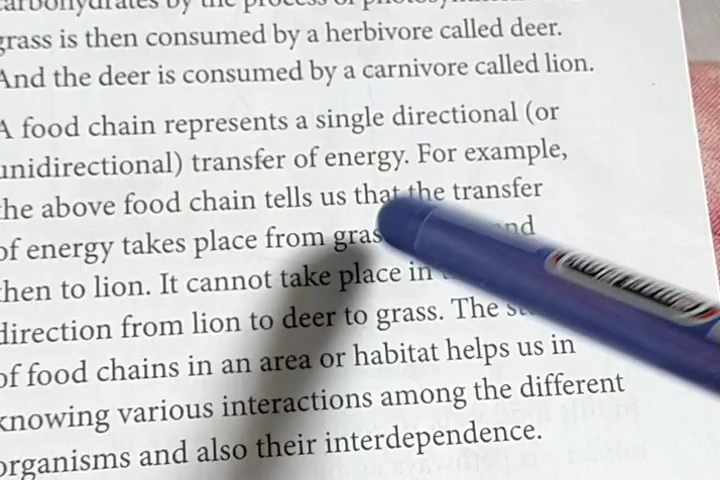 by the process of
grass is then consumed by a herbivore called deer.
And the deer is consumed by a carnivore called lion.
A food chain represents a single directional (or
unidirectional) transfer of energy. For example,
the above food chain tells us that the transfer
of energy takes place from
then to lion. It cannot take place in
direction from lion to deer to grass. The
of food chains in an area or habitat helps us in
knowing various interactions among the different
organisms and also their interdependence.